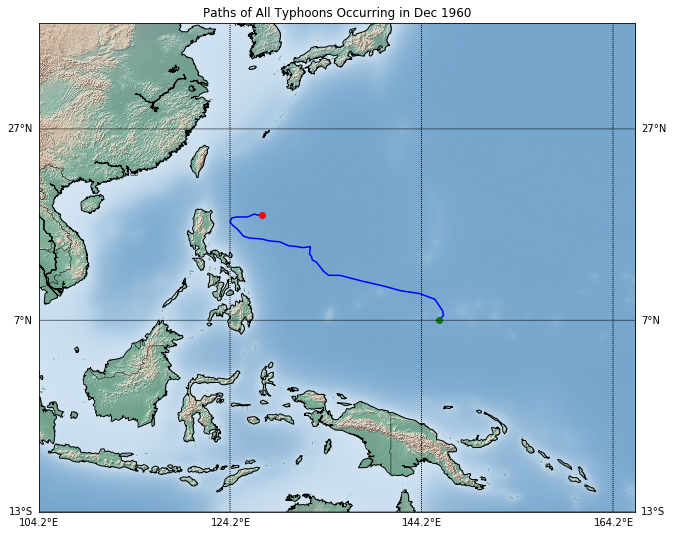 Paths of All Typhoons Occurring in Dec 1960
27°N 27°N
7°N 7°N
13°S 13°S
104.2°E 124.2°E 144.2°E 164.2°E